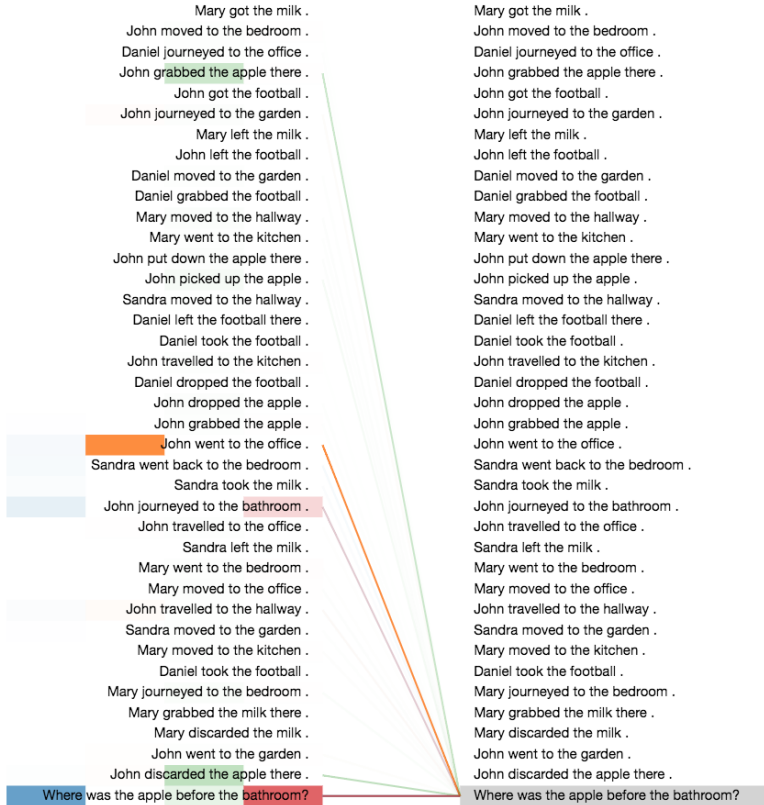 Mary got the milk . Mary got the milk .
John moved to the bedroom . John moved to the bedroom .
Daniel journeyed to the office . Daniel journeyed to the office .
John grabbed the apple there . John grabbed the apple there .
John got the football . John got the football .
John journeyed to the garden . John journeyed to the garden .
Mary left the milk . Mary left the milk .
John left the football . John left the football .
Daniel moved to the garden . Daniel moved to the garden .
Daniel grabbed the football . Daniel grabbed the football .
Mary moved to the hallway . Mary moved to the hallway .
Mary went to the kitchen . Mary went to the kitchen .
John put down the apple there . John put down the apple there .
John picked up the apple . John picked up the apple .
Sandra moved to the hallway . Sandra moved to the hallway .
Daniel left the football there . Daniel left the football there .
Daniel took the football . Daniel took the football .
John travelled to the kitchen . John travelled to the kitchen .
Daniel dropped the football . Daniel dropped the football .
John dropped the apple . John dropped the apple .
John grabbed the apple . John grabbed the apple .
John went to the office . John went to the office .
Sandra went back to the bedroom . Sandra went back to the bedroom .
Sandra took the milk . Sandra took the milk .
John journeyed to the bathroom . John journeyed to the bathroom .
John travelled to the office . John travelled to the office .
Sandra left the milk . Sandra left the milk .
Mary went to the bedroom . Mary went to the bedroom .
Mary moved to the office . Mary moved to the office .
John travelled to the hallway . John travelled to the hallway .
Sandra moved to the garden . Sandra moved to the garden .
Mary moved to the kitchen . Mary moved to the kitchen .
Daniel took the football . Daniel took the football .
Mary journeyed to the bedroom . Mary journeyed to the bedroom .
Mary grabbed the milk there . Mary grabbed the milk there .
Mary discarded the milk . Mary discarded the milk .
John went to the garden . John went to the garden .
John discarded the apple there . John discarded the apple there .
Where was the apple before the bathroom? Where was the apple before the bathroom?